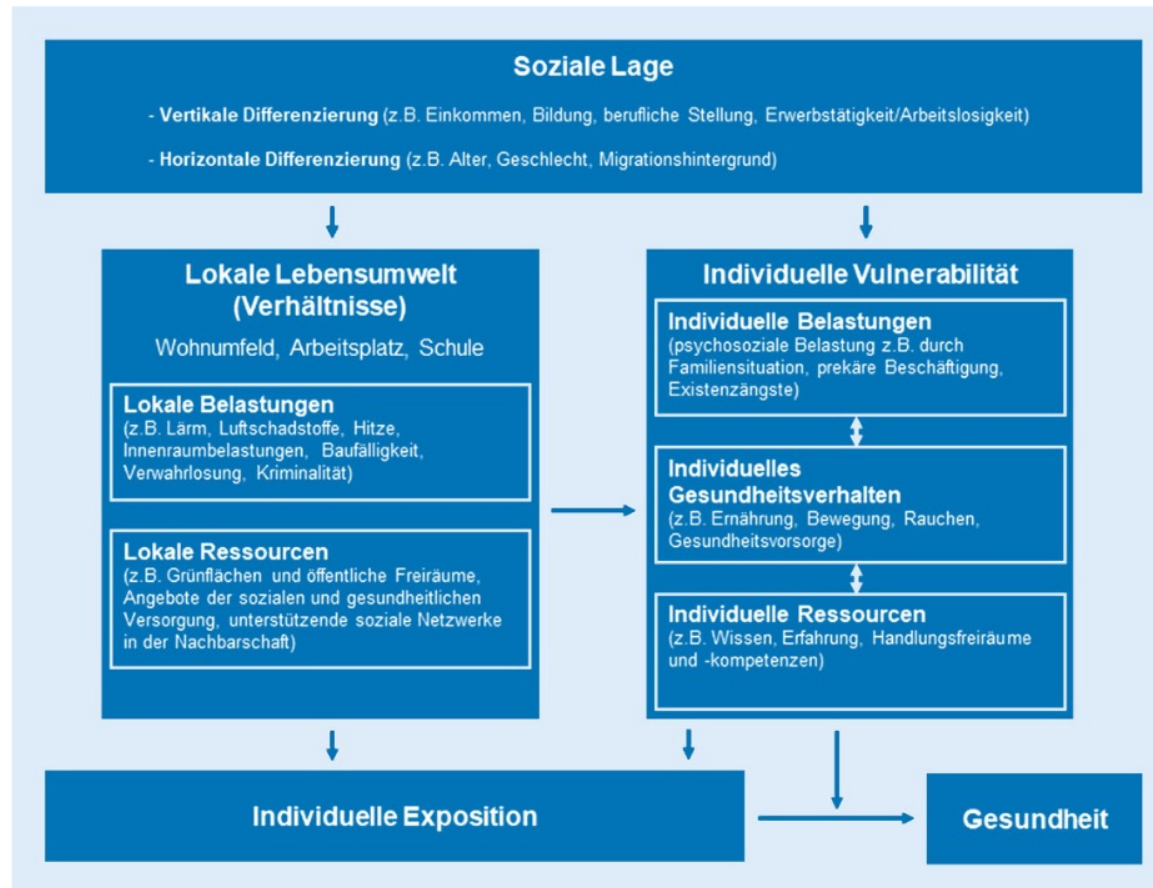 Soziale Lage
- Vertikale Differenzierung (z.B. Einkommen, Bildung, berufliche Stellung, Erwerbstätigkeit/Arbeitslosigkeit)
- Horizontale Differenzierung (z.B. Alter, Geschlecht, Migrationshintergrund)
Lokale Lebensumwelt
(Verhältnisse)
Wohnumfeld, Arbeitsplatz, Schule
Lokale Belastungen
(z.B. Lärm, Luftschadstoffe, Hitze,
Innenraumbelastungen, Baufälligkeit,
Verwahrlosung, Kriminalität)
Lokale Ressourcen
(z.B. Grünflächen und öffentliche Freiräume,
Angebote der sozialen und gesundheitlichen
Versorgung, unterstützende soziale Netzwerke
in der Nachbarschaft)
Individuelle Vulnerabilität
Individuelle Belastungen
(psychosoziale Belastung z.B. durch
Familiensituation, prekäre Beschäftigung,
Existenzängste)
Individuelles
Gesundheitsverhalten
(z.B. Ernährung, Bewegung, Rauchen,
Gesundheitsvorsorge)
Individuelle Ressourcen
(z.B. Wissen, Erfahrung, Handlungsfreiräume
und -kompetenzen)
Individuelle Exposition
Gesundheit